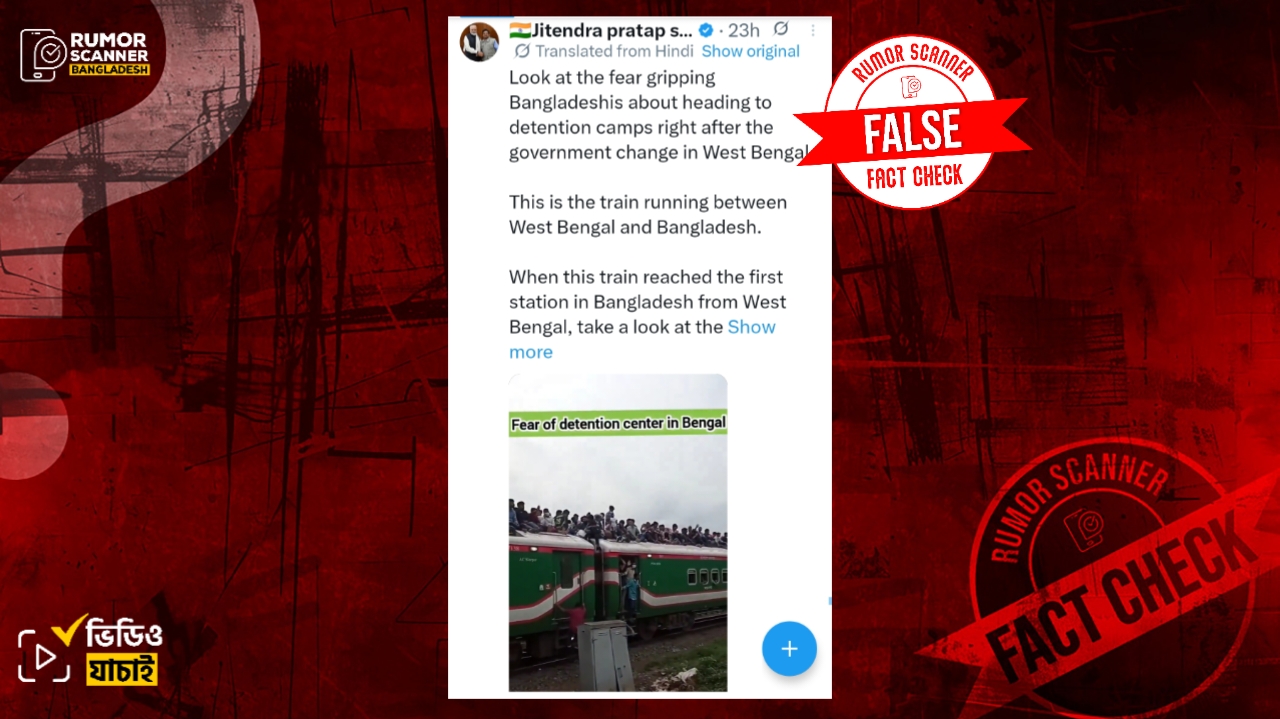 RUMOR
SCANNER
BANGLADESH
Jitendra pratap s... · 23h
Translated from Hindi Show original
Look at the fear gripping
Bangladeshis about heading to
detention camps right after the
government change in West Bengal
This is the train running between
West Bengal and Bangladesh.
When this train reached the first
station in Bangladesh from West
Bengal, take a look at the Show
more
Fear of detention center in Bengal
RUMOR SCANNER
FALSE
FACT CHECK
RUMOR SCANNER
FACT CHECK
ভিডিও
যাচাই